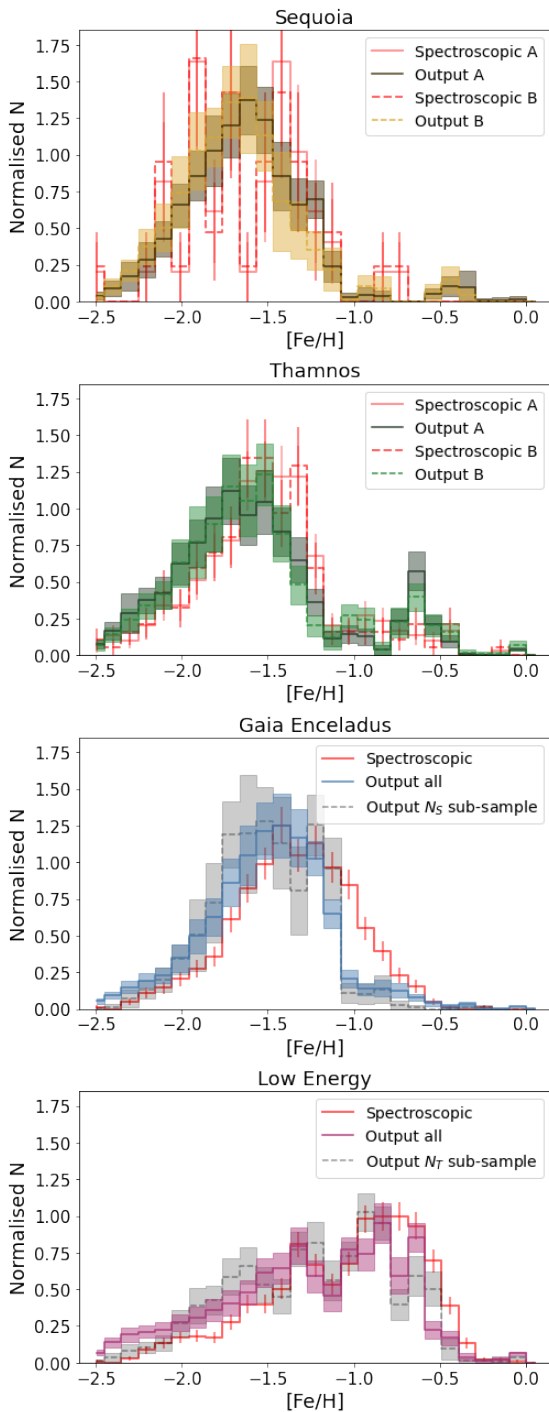 Sequoia
Normalised N
1.75
1.50
1.25
1.00
0.75
0.50
0.25
0.00
Spectroscopic A
Output A
Spectroscopic B
Output B
−2.5 −2.0 −1.5 −1.0 −0.5 0.0
[Fe/H]
Thamnos
Normalised N
1.75
1.50
1.25
1.00
0.75
0.50
0.25
0.00
Spectroscopic A
Output A
Spectroscopic B
Output B
−2.5 −2.0 −1.5 −1.0 −0.5 0.0
[Fe/H]
Gaia Enceladus
Normalised N
1.75
1.50
1.25
1.00
0.75
0.50
0.25
0.00
Spectroscopic
Output all
Output N_S sub-sample
−2.5 −2.0 −1.5 −1.0 −0.5 0.0
[Fe/H]
Low Energy
Normalised N
1.75
1.50
1.25
1.00
0.75
0.50
0.25
0.00
Spectroscopic
Output all
Output N_T sub-sample
−2.5 −2.0 −1.5 −1.0 −0.5 0.0
[Fe/H]